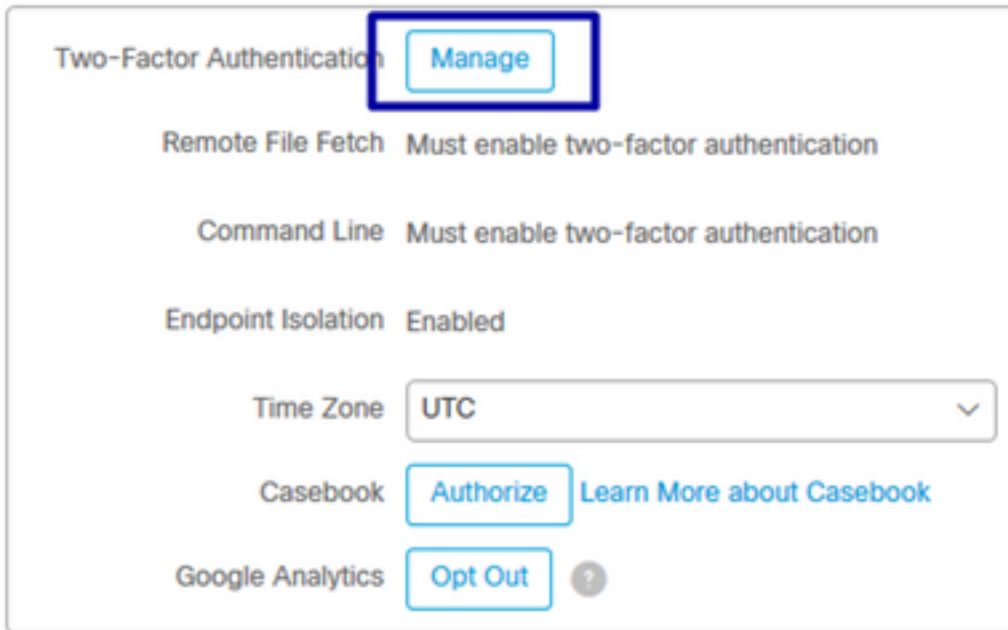 Two-Factor Authentication Manage
Remote File Fetch Must enable two-factor authentication
Command Line Must enable two-factor authentication
Endpoint Isolation Enabled
Time Zone UTC
Casebook Authorize Learn More about Casebook
Google Analytics Opt Out ?